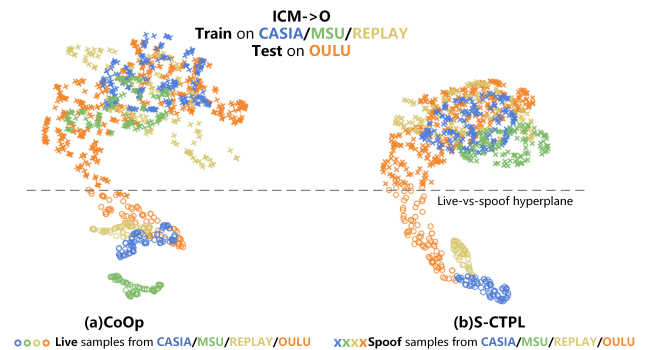 ICM->O
Train on CASIA/MSU/REPLAY
Test on OULU
Live-vs-spoof hyperplane
(a)CoOp
(b)S-CTPL
Live samples from CASIA/MSU/REPLAY/OULU
xxxx Spoof samples from CASIA/MSU/REPLAY/OULU